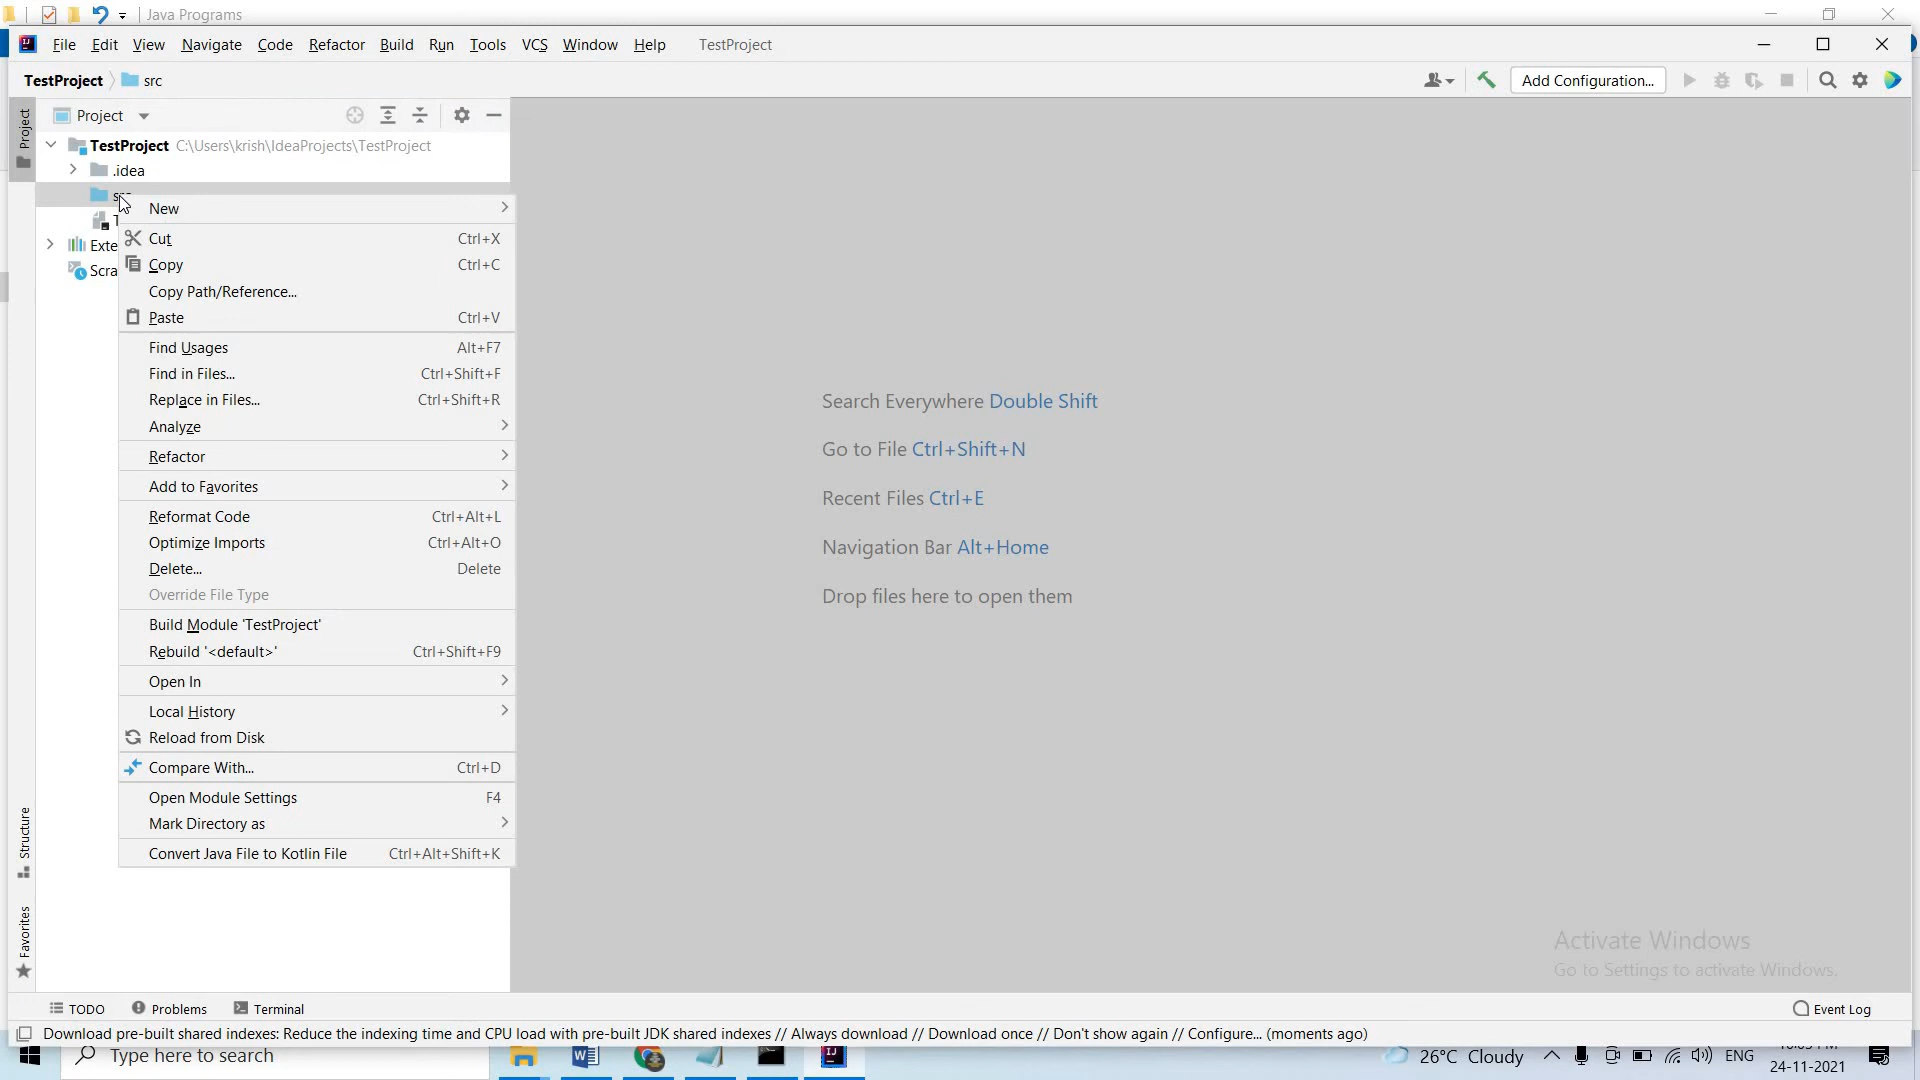 Java Programs
File Edit View Navigate Code Refactor Build Run Tools VCS Window Help TestProject
TestProject src
Add Configuration...
Project
Project
TestProject C:\Users\krish\IdeaProjects\TestProject
.idea
New
Cut Ctrl+X
Copy Ctrl+C
Copy Path/Reference...
Paste Ctrl+V
Find Usages Alt+F7
Find in Files... Ctrl+Shift+F
Replace in Files... Ctrl+Shift+R
Analyze
Refactor
Add to Favorites
Reformat Code Ctrl+Alt+L
Optimize Imports Ctrl+Alt+O
Delete... Delete
Override File Type
Build Module 'TestProject'
Rebuild '<default>' Ctrl+Shift+F9
Open In
Local History
Reload from Disk
Compare With... Ctrl+D
Open Module Settings F4
Mark Directory as
Convert Java File to Kotlin File Ctrl+Alt+Shift+K
Search Everywhere Double Shift
Go to File Ctrl+Shift+N
Recent Files Ctrl+E
Navigation Bar Alt+Home
Drop files here to open them
Structure
Favorites
Activate Windows
Go to Settings to activate Windows.
TODO Problems Terminal Event Log
Download pre-built shared indexes: Reduce the indexing time and CPU load with pre-built JDK shared indexes // Always download // Download once // Don't show again // Configure... (moments ago)
Type here to search
26°C Cloudy ENG
24-11-2021